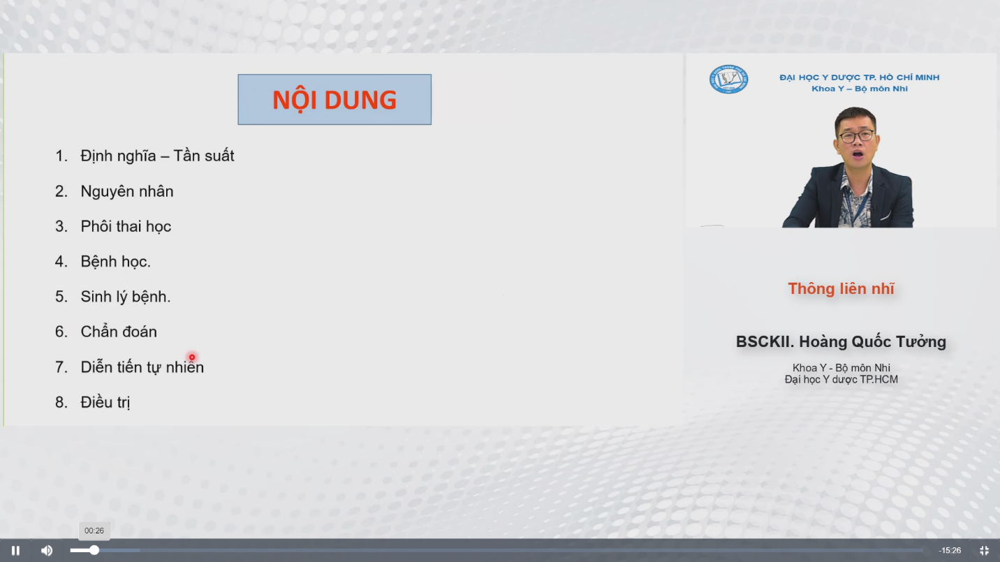 NỘI DUNG
1. Định nghĩa – Tần suất
2. Nguyên nhân
3. Phôi thai học
4. Bệnh học.
5. Sinh lý bệnh.
6. Chẩn đoán
7. Diễn tiến tự nhiên
8. Điều trị
ĐẠI HỌC Y DƯỢC TP. HỒ CHÍ MINH
Khoa Y – Bộ môn Nhi
Thông liên nhĩ
BSCKII. Hoàng Quốc Tưởng
Khoa Y - Bộ môn Nhi
Đại học Y dược TP.HCM
00:26
-15:26